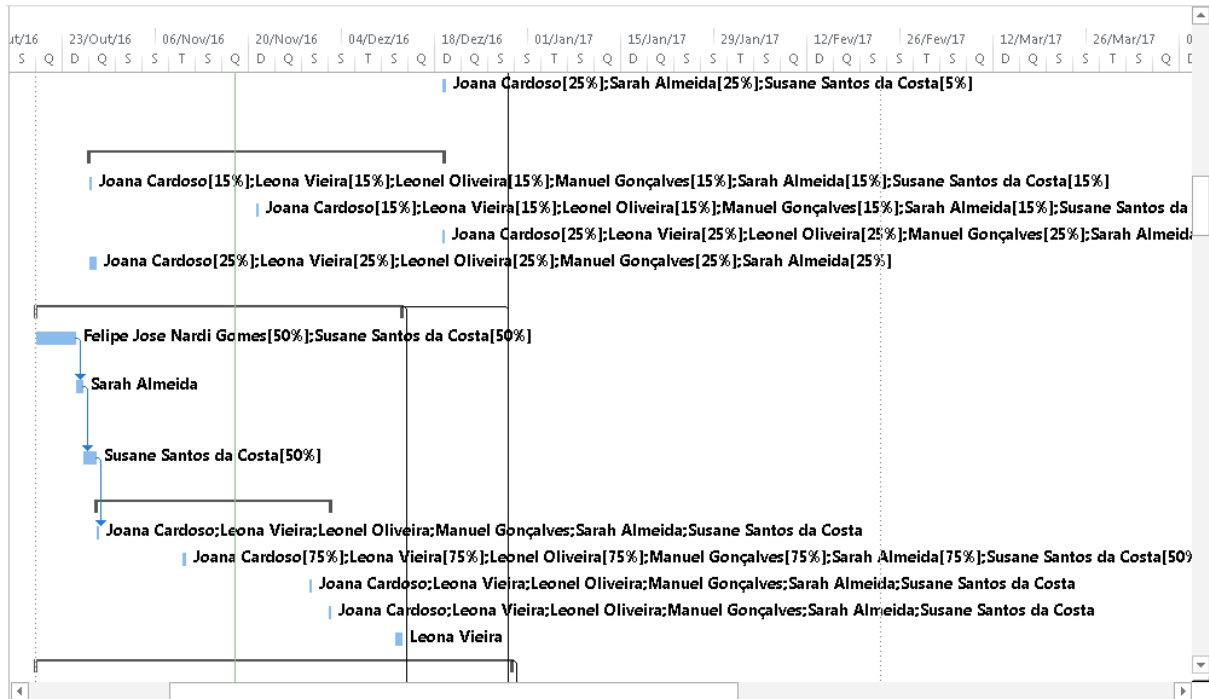 ut/16 23/Out/16 06/Nov/16 20/Nov/16 04/Dez/16 18/Dez/16 01/Jan/17 15/Jan/17 29/Jan/17 12/Fev/17 26/Fev/17 12/Mar/17 26/Mar/17 0
S Q D Q S S T S Q D Q S S T S Q D Q S S T S Q D Q S S T S Q D Q S S T S Q D Q S S T S Q
Joana Cardoso[25%];Sarah Almeida[25%];Susane Santos da Costa[5%]
Joana Cardoso[15%];Leona Vieira[15%];Leonel Oliveira[15%];Manuel Gonçalves[15%];Sarah Almeida[15%];Susane Santos da Costa[15%]
Joana Cardoso[15%];Leona Vieira[15%];Leonel Oliveira[15%];Manuel Gonçalves[15%];Sarah Almeida[15%];Susane Santos da
Joana Cardoso[25%];Leona Vieira[25%];Leonel Oliveira[25%];Manuel Gonçalves[25%];Sarah Almeida
Joana Cardoso[25%];Leona Vieira[25%];Leonel Oliveira[25%];Manuel Gonçalves[25%];Sarah Almeida[25%]
Felipe Jose Nardi Gomes[50%];Susane Santos da Costa[50%]
Sarah Almeida
Susane Santos da Costa[50%]
Joana Cardoso;Leona Vieira;Leonel Oliveira;Manuel Gonçalves;Sarah Almeida;Susane Santos da Costa
Joana Cardoso[75%];Leona Vieira[75%];Leonel Oliveira[75%];Manuel Gonçalves[75%];Sarah Almeida[75%];Susane Santos da Costa[50%
Joana Cardoso;Leona Vieira;Leonel Oliveira;Manuel Gonçalves;Sarah Almeida;Susane Santos da Costa
Joana Cardoso;Leona Vieira;Leonel Oliveira;Manuel Gonçalves;Sarah Almeida;Susane Santos da Costa
Leona Vieira